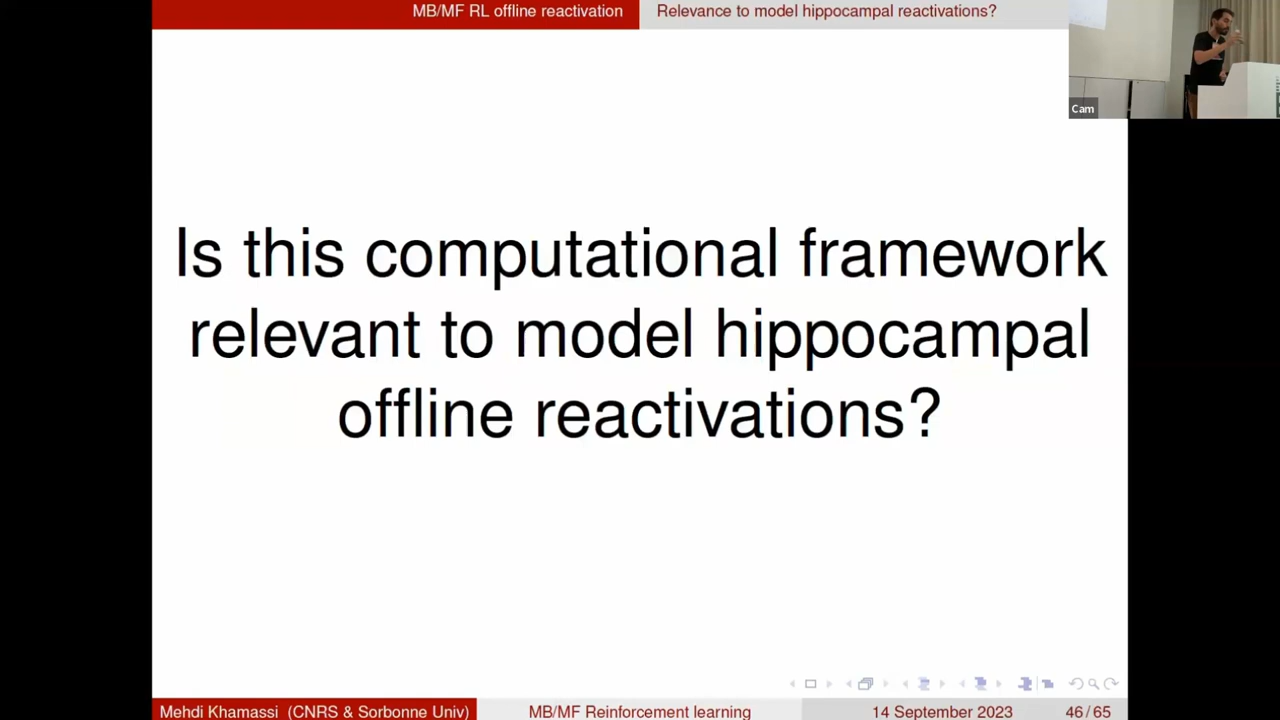 MB/MF RL offline reactivation
Relevance to model hippocampal reactivations?
Cam
Is this computational framework
relevant to model hippocampal
offline reactivations?
Mehdi Khamassi (CNRS & Sorbonne Univ)
MB/MF Reinforcement learning
14 September 2023
46 / 65